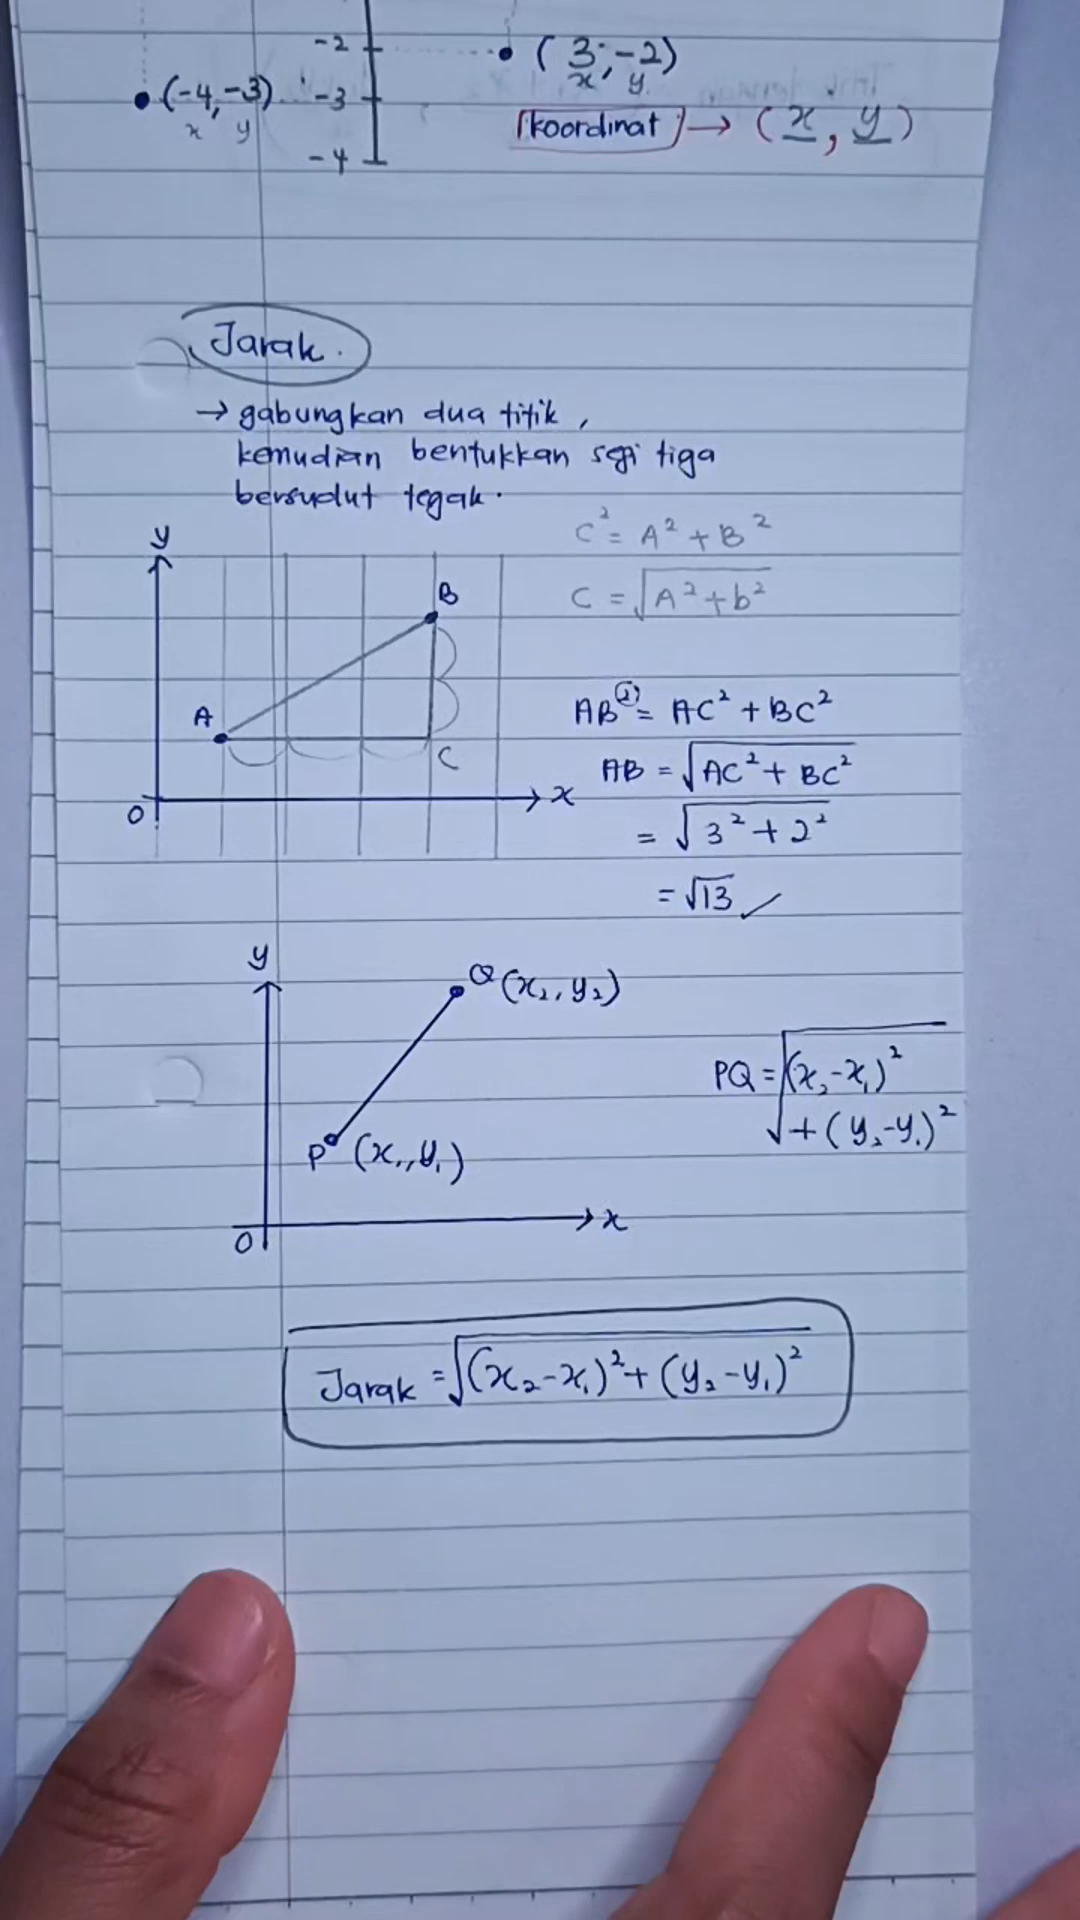 -2
(3,-2)
x y
(-4,-3)
x y
-3
koordinat → (x, y)
-4
Jarak.
→ gabungkan dua titik,
kemudian bentukkan segi tiga
bersudut tegak.
C² = A² + B²
C = √A² + b²
y
B
A
C
O
x
AB² = AC² + BC²
AB = √AC² + BC²
= √3² + 2²
= √13 ✓
y
Q (x₂, y₂)
P (x₁, y₁)
O
x
PQ = √(x₂-x₁)²
+ (y₂-y₁)²
Jarak = √(x₂-x₁)² + (y₂-y₁)²